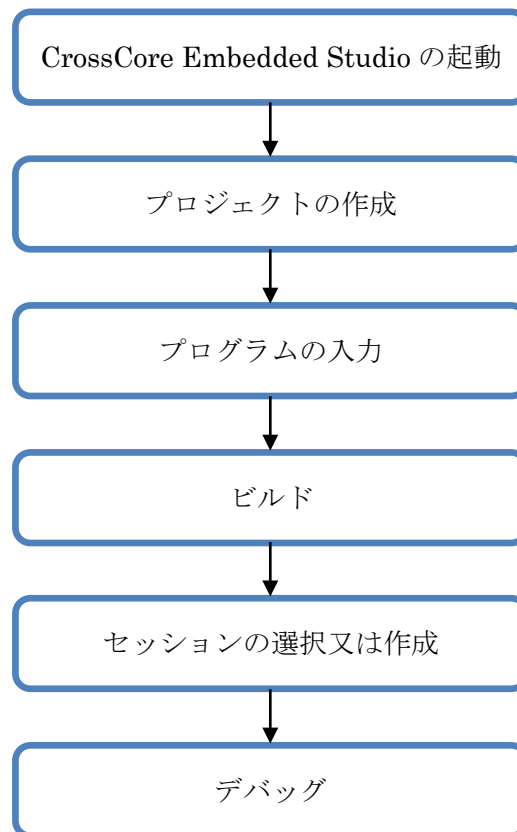 CrossCore Embedded Studio の起動
プロジェクトの作成
プログラムの入力
ビルド
セッションの選択又は作成
デバッグ